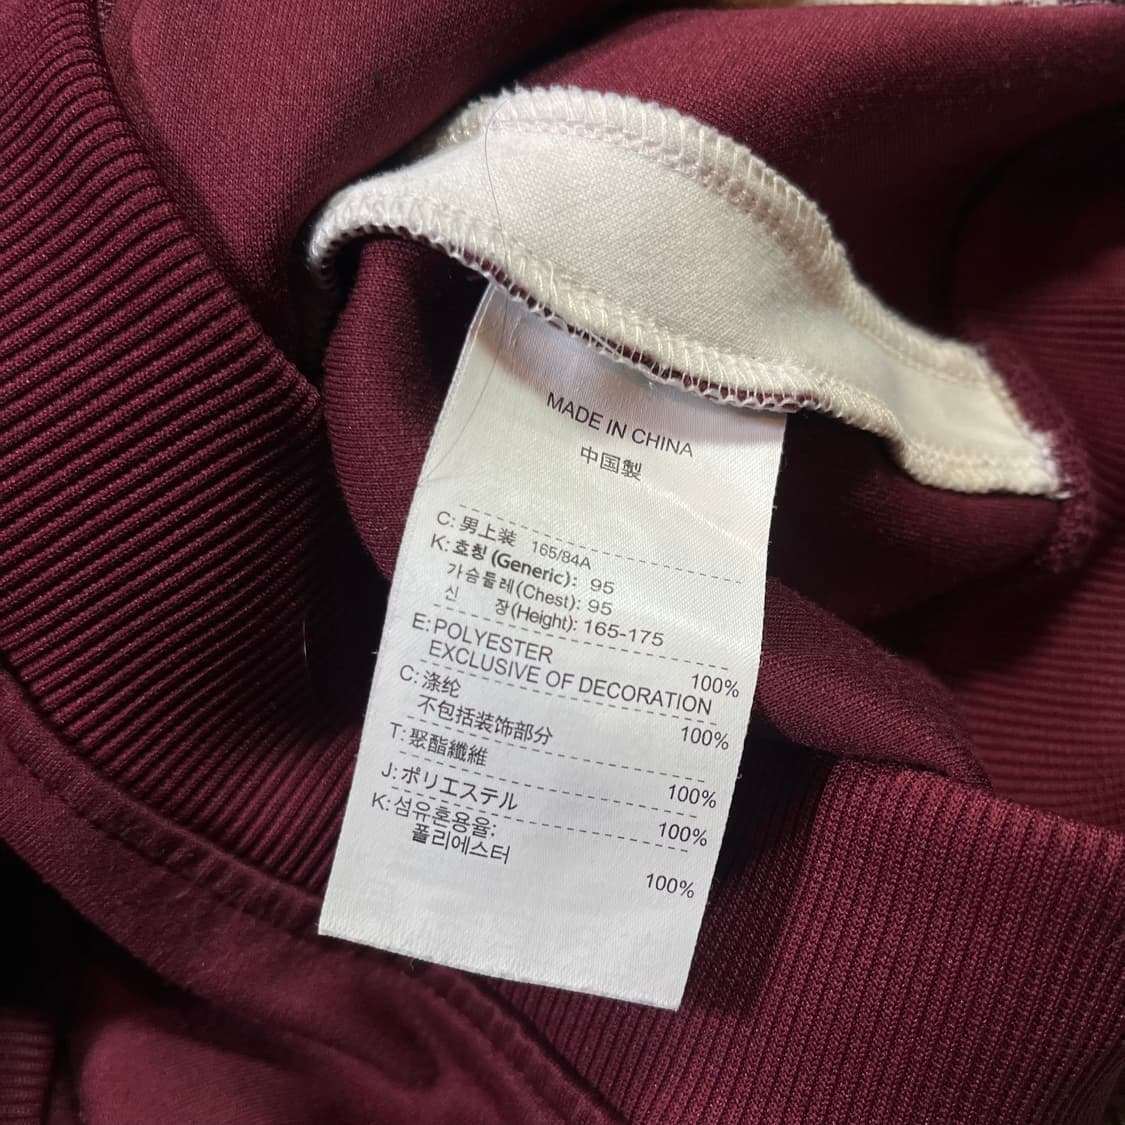 MADE IN CHINA
中国製
C: 男上装 165/84A
K: 호칭 (Generic): 95
가슴둘레(Chest): 95
신 장(Height): 165-175
E: POLYESTER 100%
EXCLUSIVE OF DECORATION
C: 涤纶 100%
不包括装饰部分
T: 聚酯纖維 100%
J: ポリエステル 100%
K: 섬유혼용율:
폴리에스터 100%